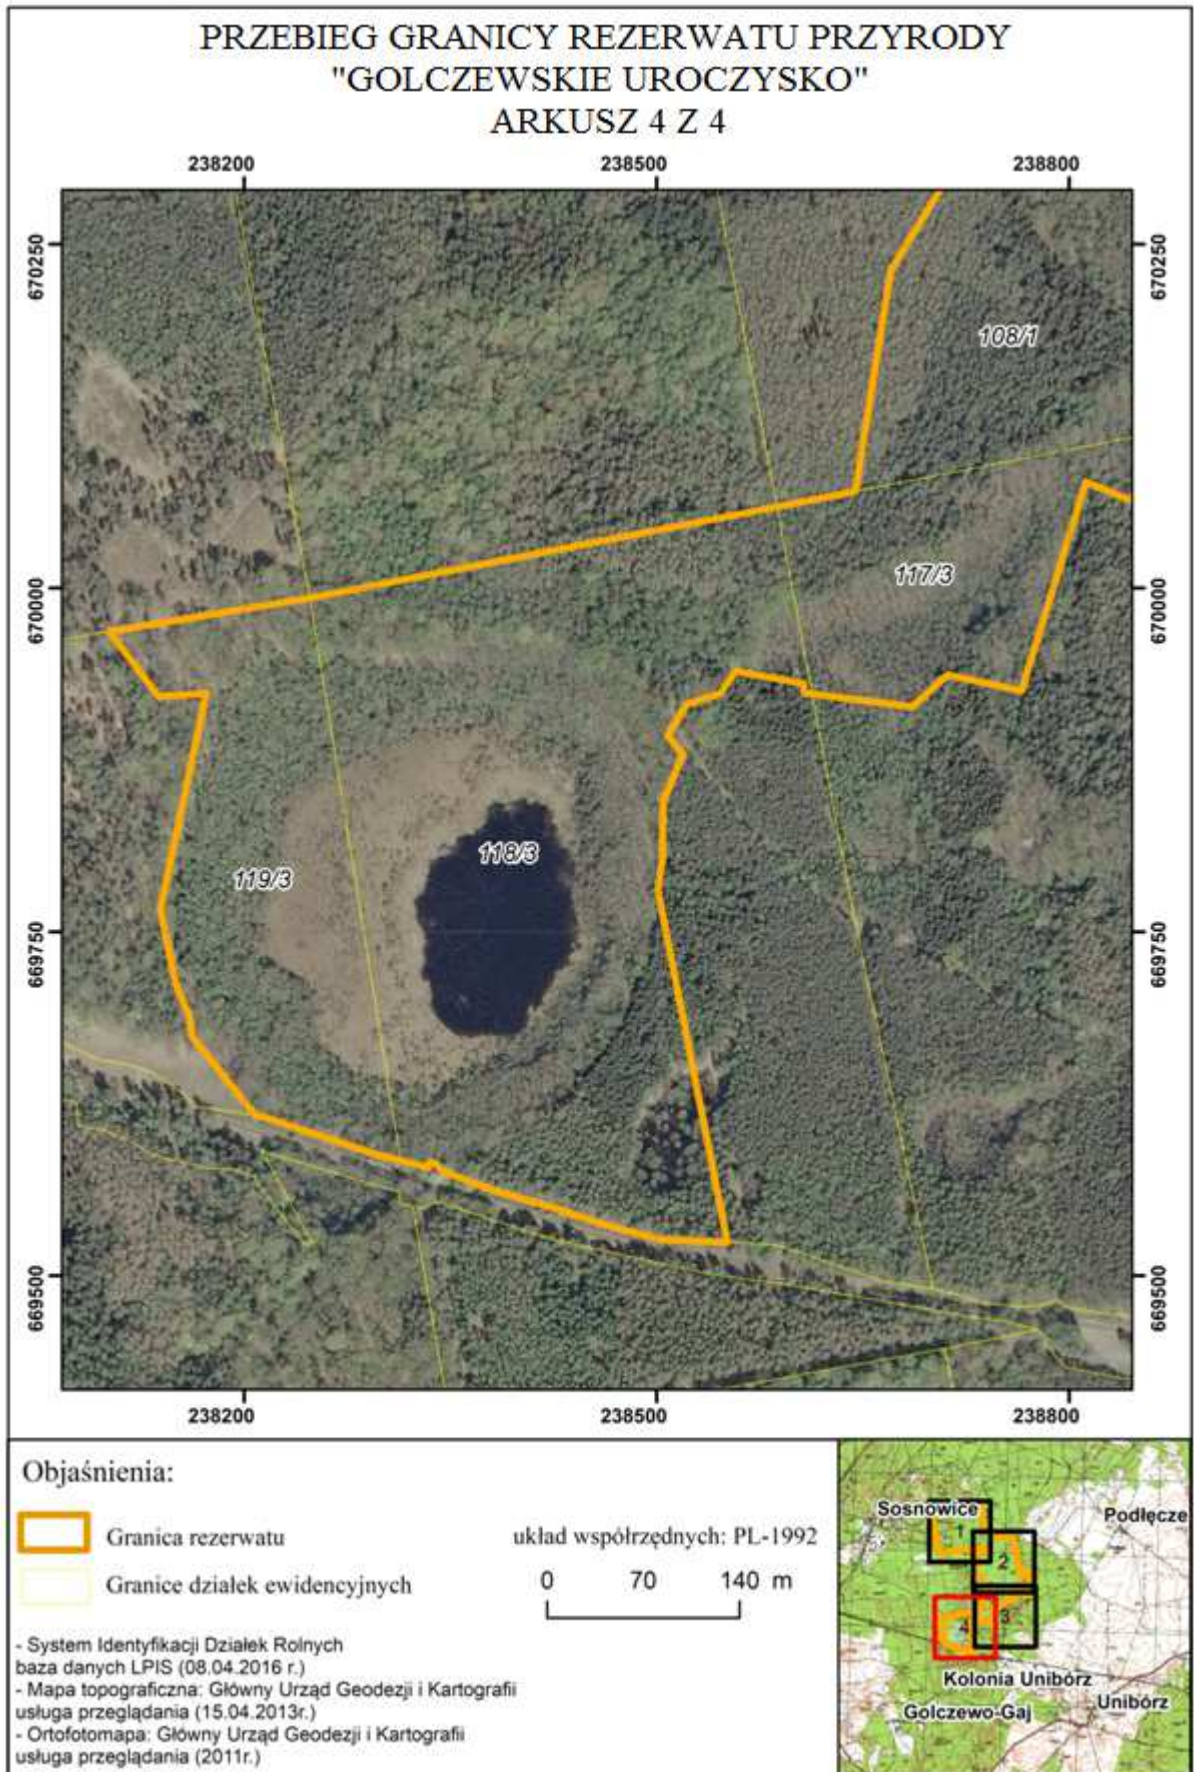 PRZEBIEG GRANICY REZERWATU PRZYRODY
"GOLCZEWSKIE UROCZYSKO"
ARKUSZ 4 Z 4
238200 238500 238800
670250 670250
108/1
117/3
670000 670000
118/3
119/3
669750 669750
669500 669500
238200 238500 238800
Objaśnienia:
Granica rezerwatu
Granice działek ewidencyjnych
układ współrzędnych: PL-1992
0 70 140 m
- System Identyfikacji Działek Rolnych
baza danych LPIS (08.04.2016 r.)
- Mapa topograficzna: Główny Urząd Geodezji i Kartografii
usługa przeglądania (15.04.2013r.)
- Ortofotomapa: Główny Urząd Geodezji i Kartografii
usługa przeglądania (2011r.)
Sosnowice
Podłęcze
1
2
3
4
Kolonia Unibórz
Unibórz
Golczewo-Gaj